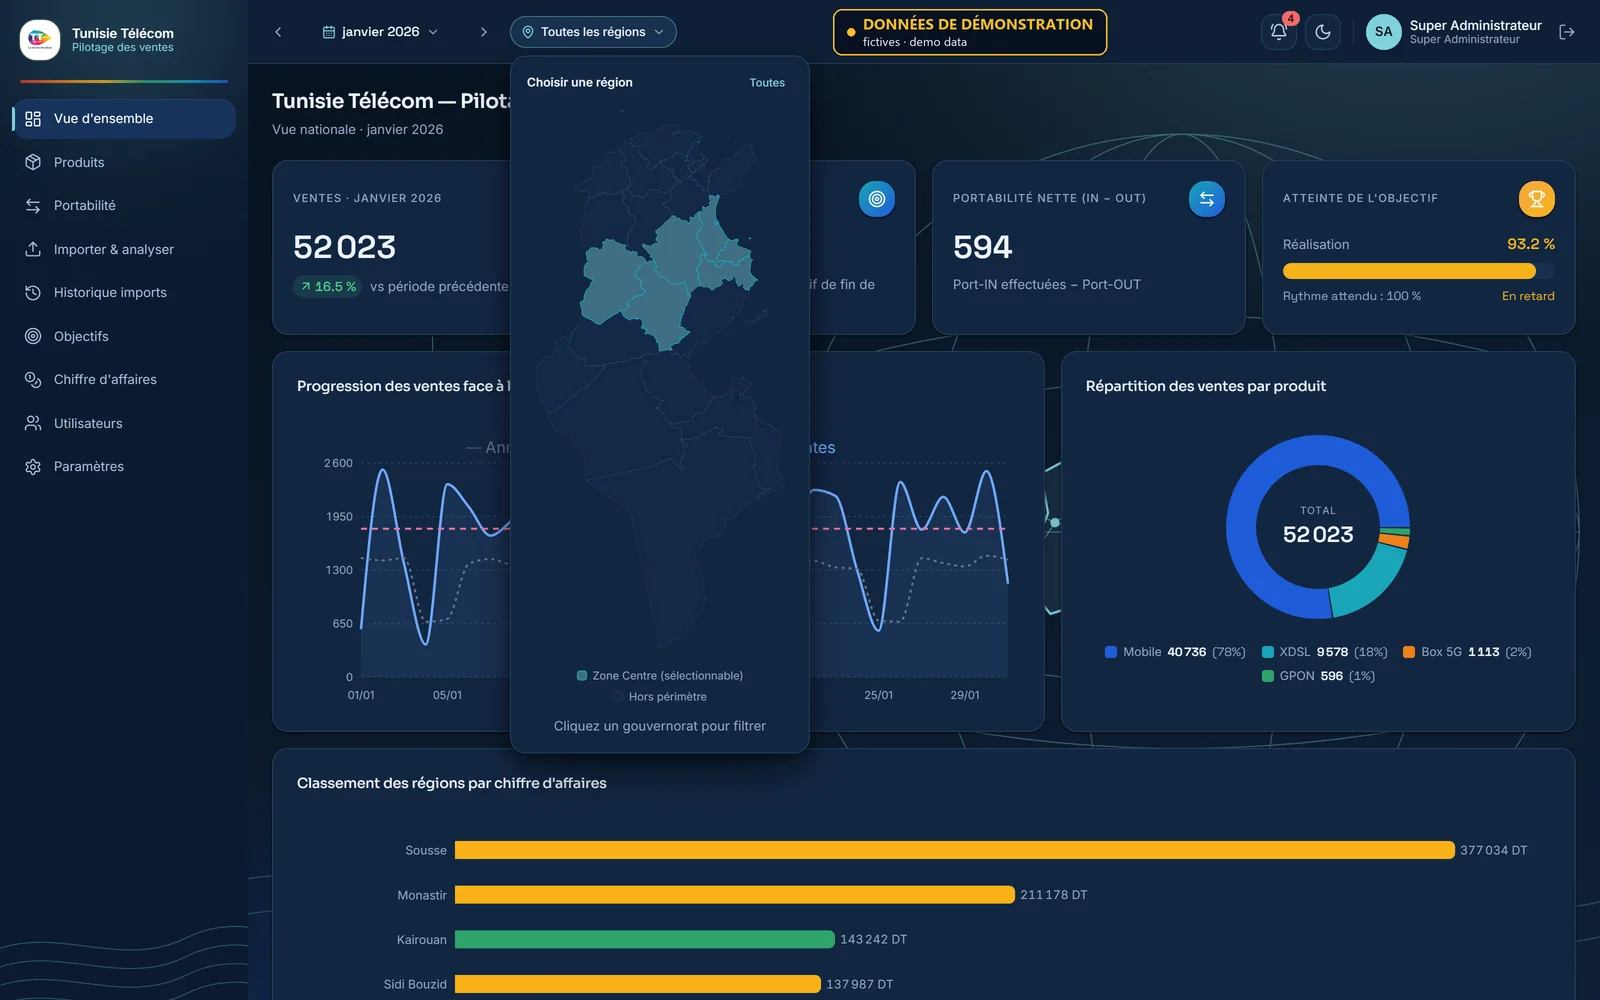 Tunisie Télécom
Pilotage des ventes
Vue d'ensemble
Produits
Portabilité
Importer & analyser
Historique imports
Objectifs
Chiffre d'affaires
Utilisateurs
Paramètres
janvier 2026
Toutes les régions
DONNÉES DE DÉMONSTRATION
fictives · demo data
4
SA
Super Administrateur
Super Administrateur
Tunisie Télécom — Pilota
Vue nationale · janvier 2026
Choisir une région
Toutes
Zone Centre (sélectionnable)
Hors périmètre
Cliquez un gouvernorat pour filtrer
VENTES · JANVIER 2026
52 023
16.5 %
vs période précédente
if de fin de
PORTABILITÉ NETTE (IN – OUT)
594
Port-IN effectuées – Port-OUT
ATTEINTE DE L'OBJECTIF
Réalisation
93.2 %
Rythme attendu : 100 %
En retard
Progression des ventes face à l
Ann
ntes
2 600
1950
1300
650
0
01/01
05/01
25/01
29/01
Répartition des ventes par produit
TOTAL
52 023
Mobile 40 736 (78%)
XDSL 9 578 (18%)
Box 5G 1 113 (2%)
GPON 596 (1%)
Classement des régions par chiffre d'affaires
Sousse
377 034 DT
Monastir
211 178 DT
Kairouan
143 242 DT
Sidi Bouzid
137 987 DT